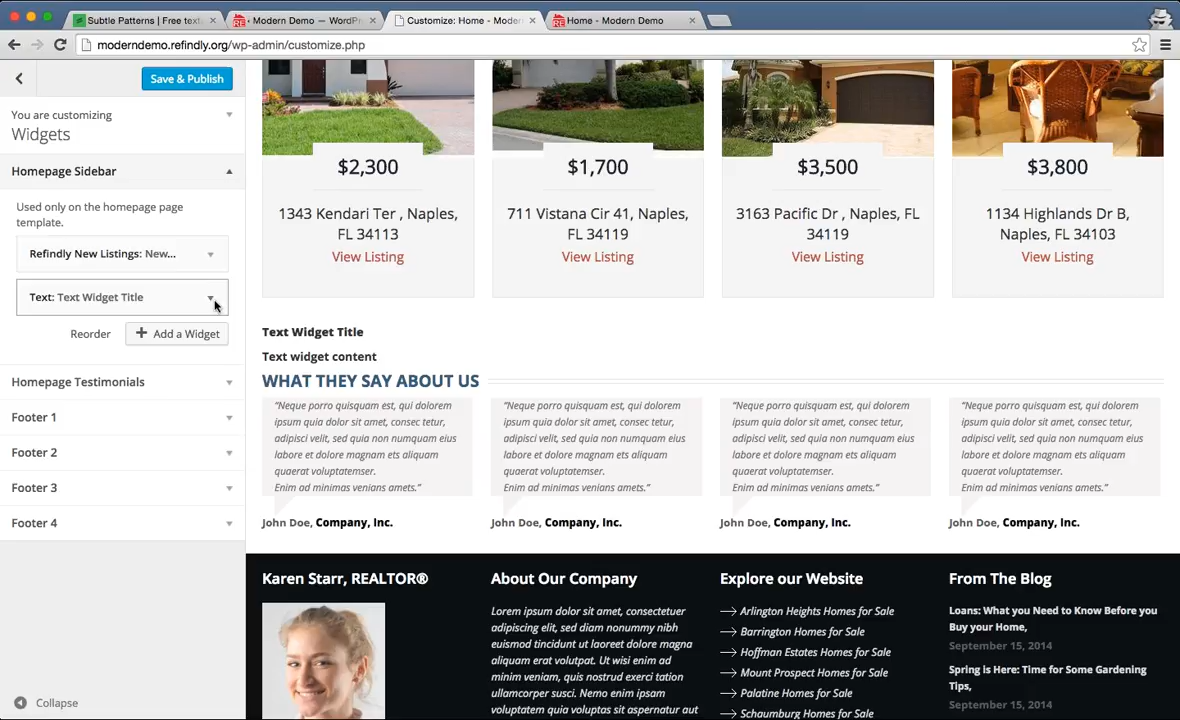 Subtle Patterns | Free text
Modern Demo — WordPr
Customize: Home - Modern
Home - Modern Demo
moderndemo.refindly.org/wp-admin/customize.php
Save & Publish
You are customizing
Widgets
Homepage Sidebar
Used only on the homepage page
template.
Refindly New Listings: New...
Text: Text Widget Title
Reorder
Add a Widget
Homepage Testimonials
Footer 1
Footer 2
Footer 3
Footer 4
Collapse
$2,300
1343 Kendari Ter , Naples,
FL 34113
View Listing
$1,700
711 Vistana Cir 41, Naples,
FL 34119
View Listing
$3,500
3163 Pacific Dr , Naples, FL
34119
View Listing
$3,800
1134 Highlands Dr B,
Naples, FL 34103
View Listing
Text Widget Title
Text widget content
WHAT THEY SAY ABOUT US
“Neque porro quisquam est, qui dolorem
ipsum quia dolor sit amet, consec tetur,
adipisci velit, sed quia non numquam eius
labore et dolore magnam ets aliquam
quaerat voluptatemser.
Enim ad minimas venians amets.”
John Doe, Company, Inc.
“Neque porro quisquam est, qui dolorem
ipsum quia dolor sit amet, consec tetur,
adipisci velit, sed quia non numquam eius
labore et dolore magnam ets aliquam
quaerat voluptatemser.
Enim ad minimas venians amets.”
John Doe, Company, Inc.
“Neque porro quisquam est, qui dolorem
ipsum quia dolor sit amet, consec tetur,
adipisci velit, sed quia non numquam eius
labore et dolore magnam ets aliquam
quaerat voluptatemser.
Enim ad minimas venians amets.”
John Doe, Company, Inc.
“Neque porro quisquam est, qui dolorem
ipsum quia dolor sit amet, consec tetur,
adipisci velit, sed quia non numquam eius
labore et dolore magnam ets aliquam
quaerat voluptatemser.
Enim ad minimas venians amets.”
John Doe, Company, Inc.
Karen Starr, REALTOR®
About Our Company
Lorem ipsum dolor sit amet, consectetuer
adipiscing elit, sed diam nonummy nibh
euismod tincidunt ut laoreet dolore magna
aliquam erat volutpat. Ut wisi enim ad
minim veniam, quis nostrud exerci tation
ullamcorper susci. Nemo enim ipsam
voluptatem quia voluptas sit aspernatur aut
Explore our Website
Arlington Heights Homes for Sale
Barrington Homes for Sale
Hoffman Estates Homes for Sale
Mount Prospect Homes for Sale
Palatine Homes for Sale
Schaumburg Homes for Sale
From The Blog
Loans: What you Need to Know Before you
Buy your Home,
September 15, 2014
Spring is Here: Time for Some Gardening
Tips,
September 15, 2014